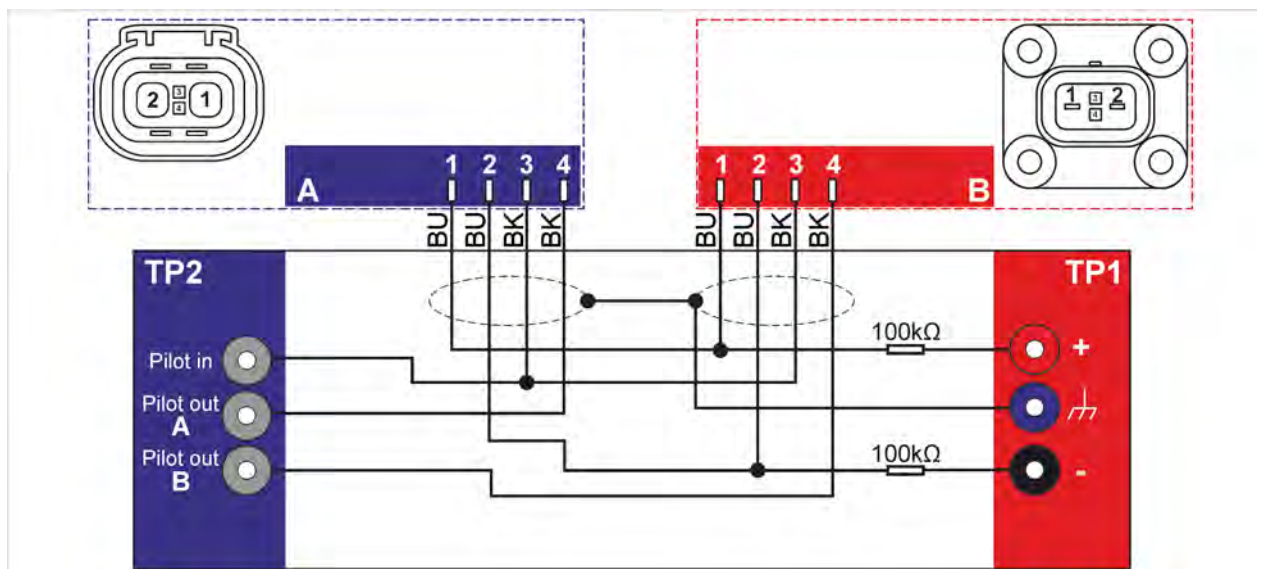 2 3 4 1
1 3 4 2
A 1 2 3 4
1 2 3 4 B
BU BU BK BK
BU BU BK BK
TP2
TP1
Pilot in
Pilot out
A
Pilot out
B
100kΩ
+
100kΩ
-